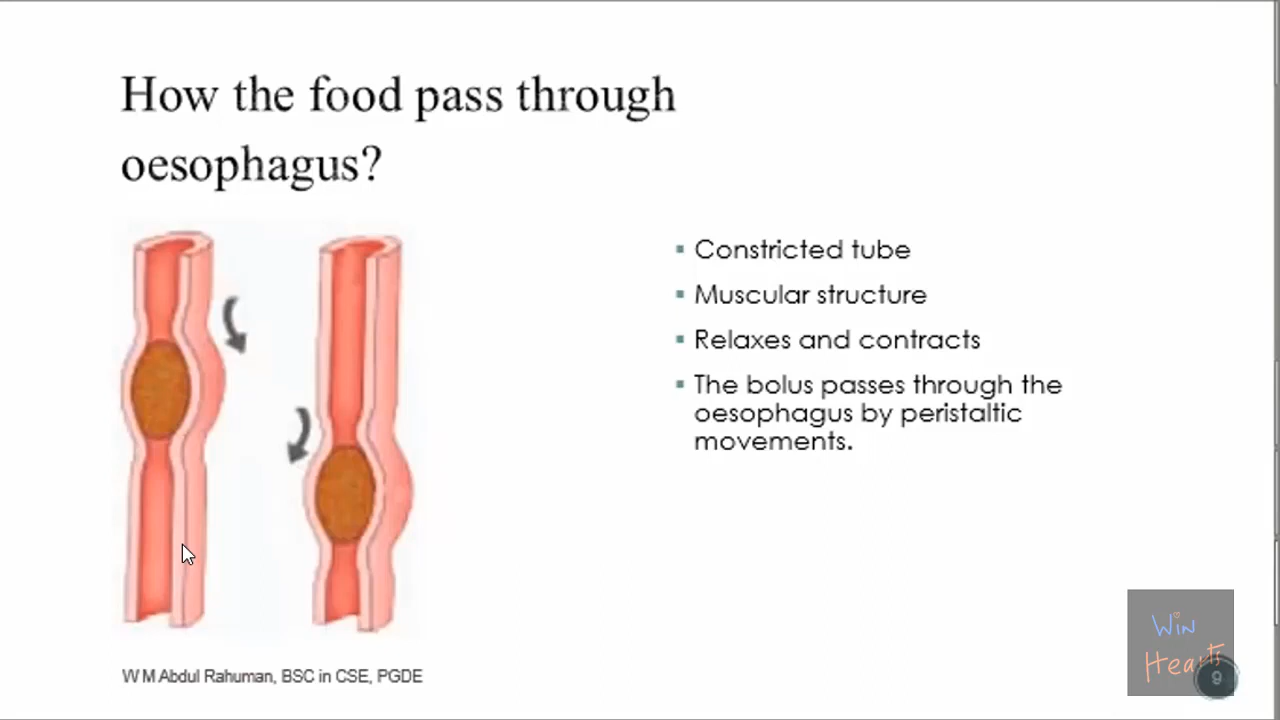 How the food pass through
oesophagus?
Constricted tube
Muscular structure
Relaxes and contracts
The bolus passes through the
oesophagus by peristaltic
movements.
W M Abdul Rahuman, BSC in CSE, PGDE
Win
Hearts
9